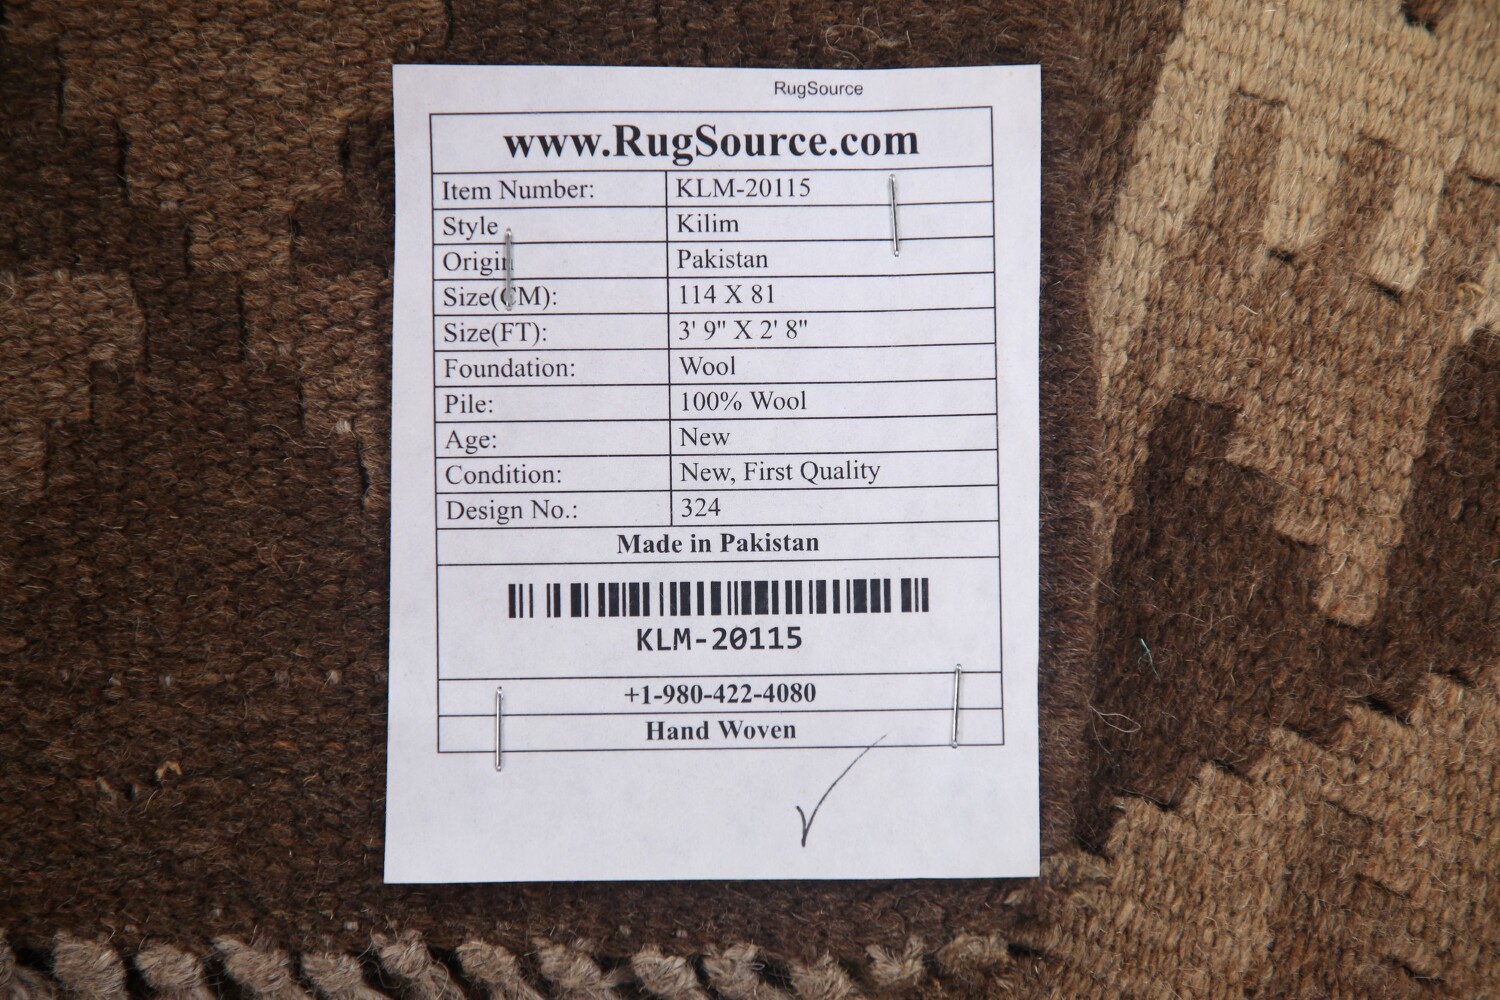 RugSource
www.RugSource.com
Item Number: KLM-20115
Style Kilim
Origin Pakistan
Size(CM): 114 X 81
Size(FT): 3' 9" X 2' 8"
Foundation: Wool
Pile: 100% Wool
Age: New
Condition: New, First Quality
Design No.: 324
Made in Pakistan
KLM-20115
+1-980-422-4080
Hand Woven